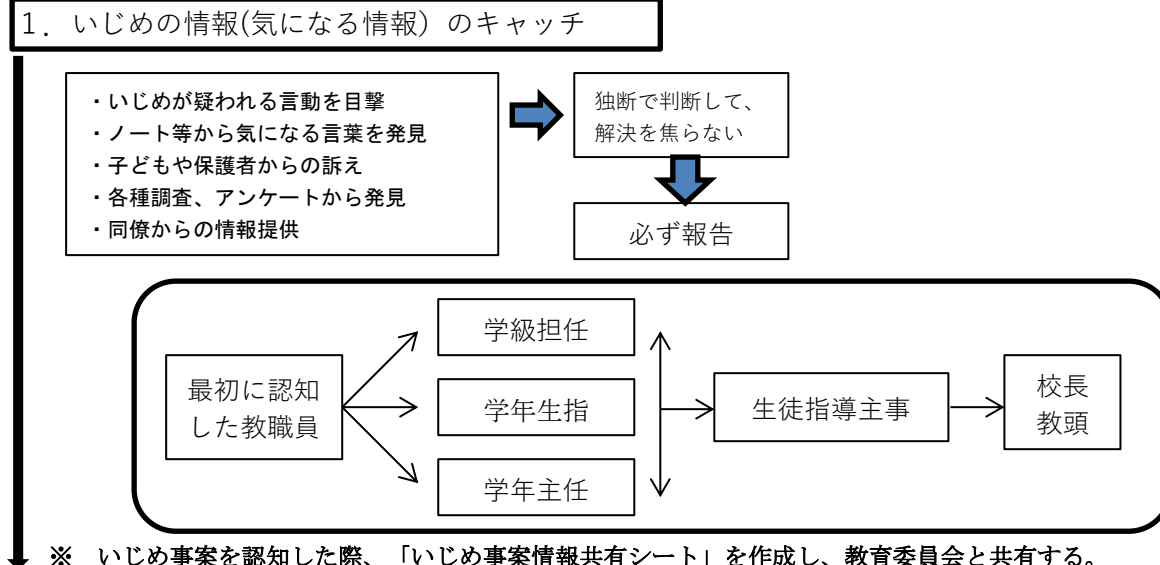 1．いじめの情報(気になる情報）のキャッチ
・いじめが疑われる言動を目撃
・ノート等から気になる言葉を発見
・子どもや保護者からの訴え
・各種調査、アンケートから発見
・同僚からの情報提供
独断で判断して、
解決を焦らない
必ず報告
最初に認知
した教職員
学級担任
学年生指
学年主任
生徒指導主事
校長
教頭
※　いじめ事案を認知した際、「いじめ事案情報共有シート」を作成し、教育委員会と共有する。